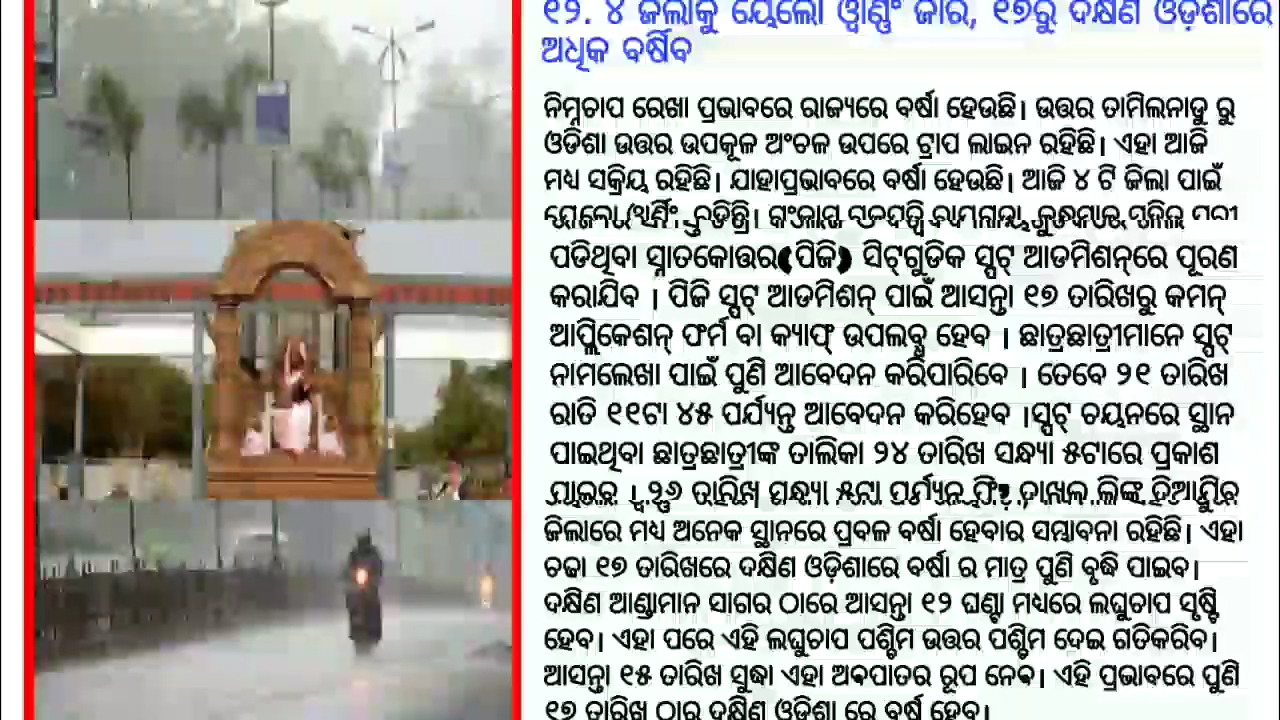 ୧୨. ୪ ଜିଲାକୁ ୟେଲୋ ୱାର୍ଣ୍ଣିଂ ଜାରି, ୧୭ରୁ ଦକ୍ଷିଣ ଓଡ଼ିଶାରେ
ଅଧିକ ବର୍ଷିବ
ନିମ୍ନଚାପ ରେଖା ପ୍ରଭାବରେ ରାଜ୍ୟରେ ବର୍ଷା ହେଉଛି। ଉତ୍ତର ତାମିଲନାଡୁ ରୁ
ଓଡିଶା ଉତ୍ତର ଉପକୂଳ ଅଂଚଳ ଉପରେ ଟ୍ରାପ ଲାଇନ ରହିଛି। ଏହା ଆଜି
ମଧ୍ୟ ସକ୍ରିୟ ରହିଛି। ଯାହାପ୍ରଭାବରେ ବର୍ଷା ହେଉଛି। ଆଜି ୪ ଟି ଜିଲା ପାଇଁ
ପଡିଥିବା ସ୍ନାତକୋତ୍ତର(ପିଜି) ସିଟ୍‌ଗୁଡିକ ସ୍ପଟ୍ ଆଡମିଶନ୍‌ରେ ପୂରଣ
କରାଯିବ । ପିଜି ସ୍ପଟ୍ ଆଡମିଶନ୍ ପାଇଁ ଆସନ୍ତା ୧୭ ତାରିଖରୁ କମନ୍
ଆପ୍ଲିକେଶନ୍ ଫର୍ମ ବା କ୍ୟାଫ୍ ଉପଲବ୍ଧ ହେବ । ଛାତ୍ରଛାତ୍ରୀମାନେ ସ୍ପଟ୍
ନାମଲେଖା ପାଇଁ ପୁଣି ଆବେଦନ କରିପାରିବେ । ତେବେ ୨୧ ତାରିଖ
ରାତି ୧୧ଟା ୪୫ ପର୍ଯ୍ୟନ୍ତ ଆବେଦନ କରିହେବ ।ସ୍ପଟ୍ ଚୟନରେ ସ୍ଥାନ
ପାଇଥିବା ଛାତ୍ରଛାତ୍ରୀଙ୍କ ତାଲିକା ୨୪ ତାରିଖ ସନ୍ଧ୍ୟା ୫ଟାରେ ପ୍ରକାଶ
୨୬ ତାରିଖ ସନ୍ଧ୍ୟା ୫ଟା ପର୍ଯ୍ୟନ୍ତ
ଜିଲାରେ ମଧ୍ୟ ଅନେକ ସ୍ଥାନରେ ପ୍ରବଳ ବର୍ଷା ହେବାର ସମ୍ଭାବନା ରହିଛି। ଏହା
ଚଢା ୧୭ ତାରିଖରେ ଦକ୍ଷିଣ ଓଡ଼ିଶାରେ ବର୍ଷା ର ମାତ୍ର ପୁଣି ବୃଦ୍ଧି ପାଇବ।
ଦକ୍ଷିଣ ଆଣ୍ଡାମାନ ସାଗର ଠାରେ ଆସନ୍ତା ୧୨ ଘଣ୍ଟା ମଧ୍ୟରେ ଲଘୁଚାପ ସୃଷ୍ଟି
ହେବ। ଏହା ପରେ ଏହି ଲଘୁଚାପ ପଶ୍ଚିମ ଉତ୍ତର ପଶ୍ଚିମ ଦେଇ ଗତିକରିବ।
ଆସନ୍ତା ୧୫ ତାରିଖ ସୁଦ୍ଧା ଏହା ଅବପାତର ରୂପ ନେବ। ଏହି ପ୍ରଭାବରେ ପୁଣି
୧୭ ତାରିଖ ଠାରୁ ଦକ୍ଷିଣ ଓଡ଼ିଶା ରେ ବର୍ଷା ହେବ।